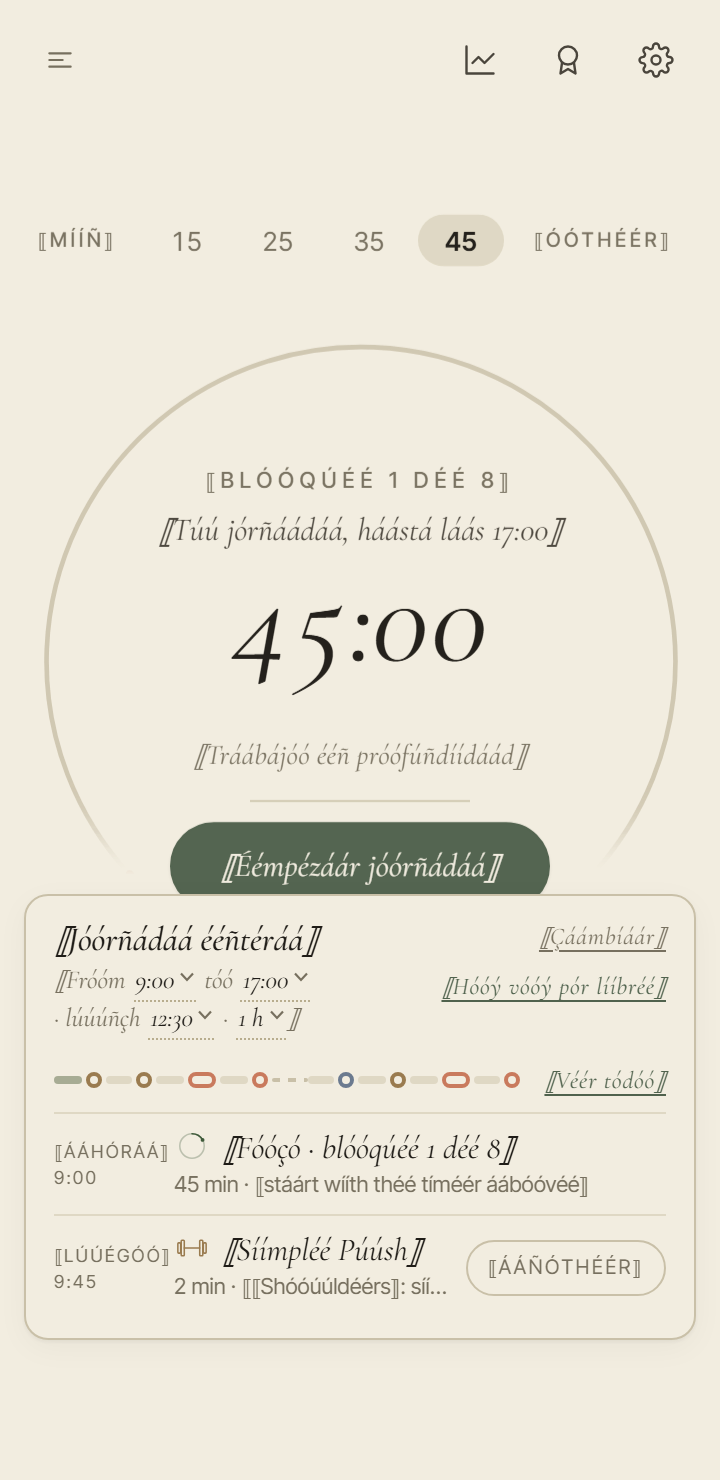 ⟦MÍÍÑ⟧ 15 25 35 45 ⟦ÓÓTHÉÉR⟧
⟦BLÓÓQÚÉÉ 1 DÉÉ 8⟧
⟦Túú jórñáádáá, háástá láás 17:00⟧
45:00
⟦Tráábájóó ééñ próófúñdíídáád⟧
⟦Éémpézáár jóórñádáá⟧
⟦Jóórñádáá ééñtéráá⟧
⟦Çáámbííáár⟧
⟦Fróóm 9:00 tóó 17:00
· lúúúñçh 12:30 · 1 h ⟧
⟦Hóóý vóóý pór lííbréé⟧
⟦Véér tódóó⟧
⟦ÁÁHÓRÁÁ⟧ ⟦Fóóçó · blóóqúéé 1 déé 8⟧
9:00 45 min · ⟦stáárt wííth théé tíméér áábóóvéé⟧
⟦LÚÚÉGÓÓ⟧ ⟦Síímpléé Púúsh⟧
9:45 2 min · ⟦⟦Shóóúúldéérs⟧: síí...
⟦ÁÁÑÓTHÉÉR⟧